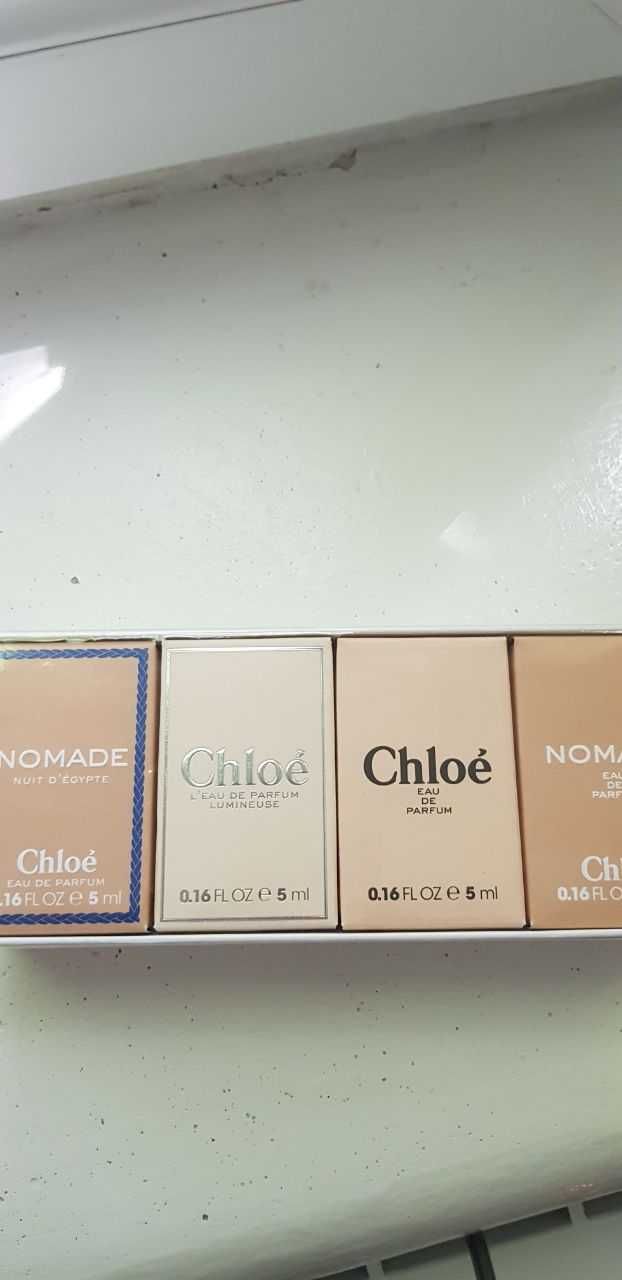 NOMADE
NUIT D'ÉGYPTE
Chloé
EAU DE PARFUM
.16 FL OZ e 5 ml
Chloé
L'EAU DE PARFUM
LUMINEUSE
0.16 FL OZ e 5 ml
Chloé
EAU
DE
PARFUM
0.16 FL OZ e 5 ml
NOMA
EAU
DE
PARF
Chl
0.16 FL O